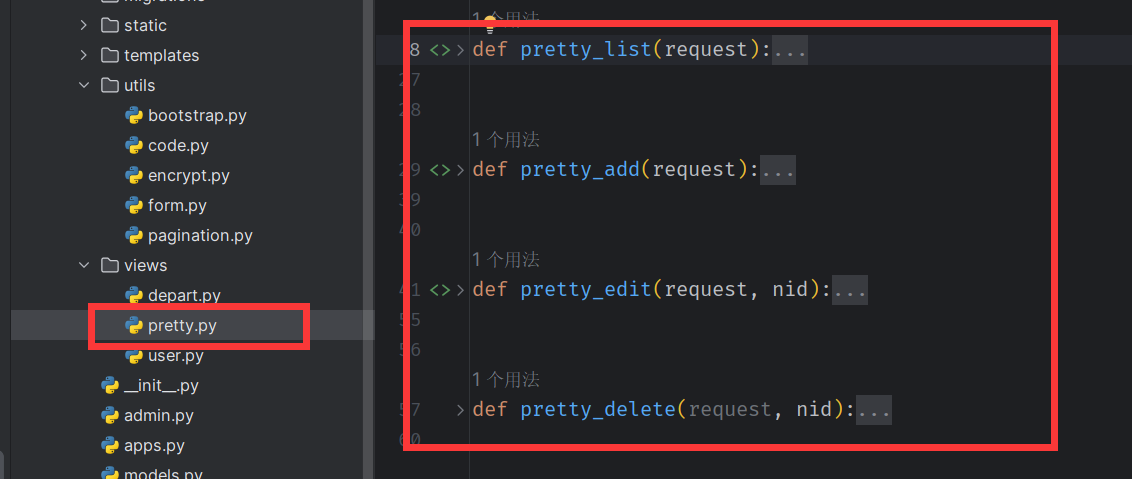 migrations
static
templates
utils
bootstrap.py
code.py
encrypt.py
form.py
pagination.py
views
depart.py
pretty.py
user.py
__init__.py
admin.py
apps.py
models.py
1 个用法
8 <> > def pretty_list(request):...
27
28
1 个用法
29 <> > def pretty_add(request):...
39
40
1 个用法
41 <> > def pretty_edit(request, nid):...
55
56
1 个用法
57 > def pretty_delete(request, nid):...
60